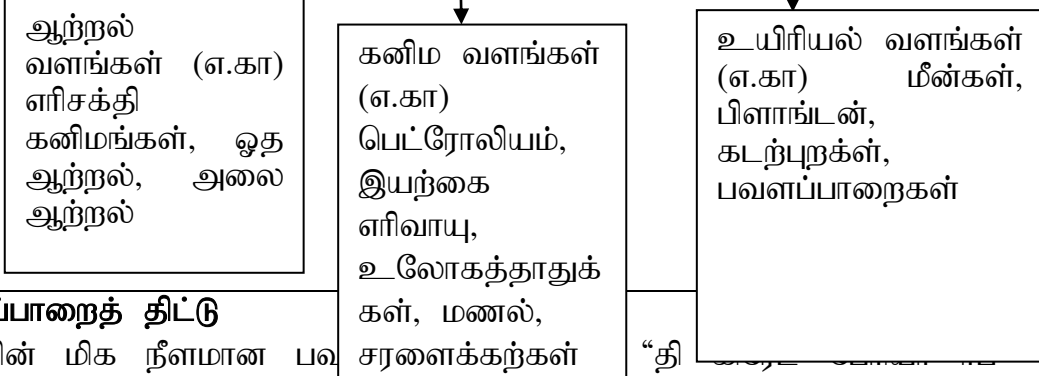 ஆற்றல்
வளங்கள் (எ.கா)
எரிசக்தி
கனிமங்கள், ஓத
ஆற்றல், அலை
ஆற்றல்
கனிம வளங்கள்
(எ.கா)
பெட்ரோலியம்,
இயற்கை
எரிவாயு,
உலோகத்தாதுக்
கள், மணல்,
சரளைக்கற்கள்
உயிரியல் வளங்கள்
(எ.கா) மீன்கள்,
பிளாங்டன்,
கடற்புறக்ள்,
பவளப்பாறைகள்
திட்டு
மிக நீளமான